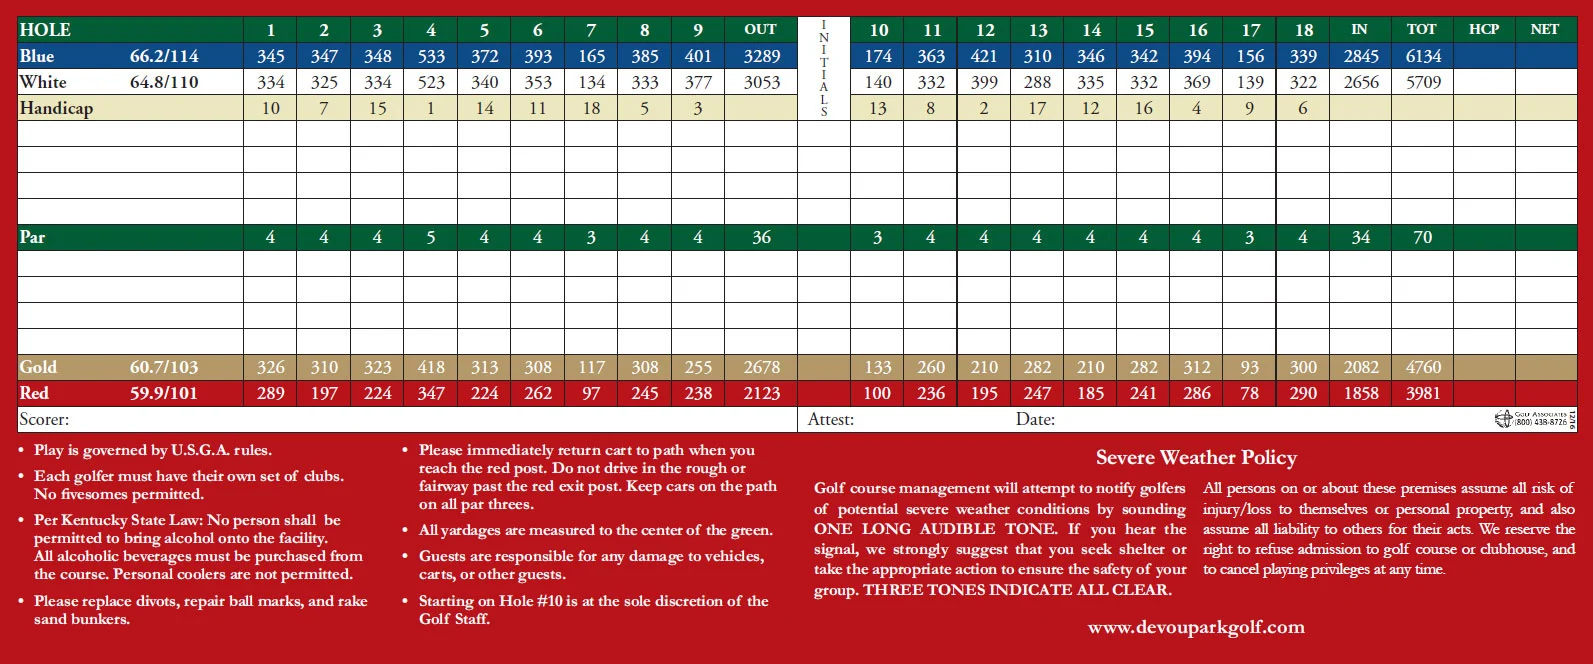 HOLE 1 2 3 4 5 6 7 8 9 OUT INITIALS 10 11 12 13 14 15 16 17 18 IN TOT HCP NET
Blue 66.2/114 345 347 348 533 372 393 165 385 401 3289 174 363 421 310 346 342 394 156 339 2845 6134
White 64.8/110 334 325 334 523 340 353 134 333 377 3053 140 332 399 288 335 332 369 139 322 2656 5709
Handicap 10 7 15 1 14 11 18 5 3 13 8 2 17 12 16 4 9 6
Par 4 4 4 5 4 4 3 4 4 36 3 4 4 4 4 4 4 3 4 34 70
Gold 60.7/103 326 310 323 418 313 308 117 308 255 2678 133 260 210 282 210 282 312 93 300 2082 4760
Red 59.9/101 289 197 224 347 224 262 97 245 238 2123 100 236 195 247 185 241 286 78 290 1858 3981
Scorer: Attest: Date:
GOLF ASSOCIATES
(800) 438-8726
12/16
• Play is governed by U.S.G.A. rules.
• Each golfer must have their own set of clubs.
No fivesomes permitted.
• Per Kentucky State Law: No person shall be
permitted to bring alcohol onto the facility.
All alcoholic beverages must be purchased from
the course. Personal coolers are not permitted.
• Please replace divots, repair ball marks, and rake
sand bunkers.
• Please immediately return cart to path when you
reach the red post. Do not drive in the rough or
fairway past the red exit post. Keep cars on the path
on all par threes.
• All yardages are measured to the center of the green.
• Guests are responsible for any damage to vehicles,
carts, or other guests.
• Starting on Hole #10 is at the sole discretion of the
Golf Staff.
Severe Weather Policy
Golf course management will attempt to notify golfers
of potential severe weather conditions by sounding
ONE LONG AUDIBLE TONE. If you hear the
signal, we strongly suggest that you seek shelter or
take the appropriate action to ensure the safety of your
group. THREE TONES INDICATE ALL CLEAR.
All persons on or about these premises assume all risk of
injury/loss to themselves or personal property, and also
assume all liability to others for their acts. We reserve the
right to refuse admission to golf course or clubhouse, and
to cancel playing privileges at any time.
www.devouparkgolf.com